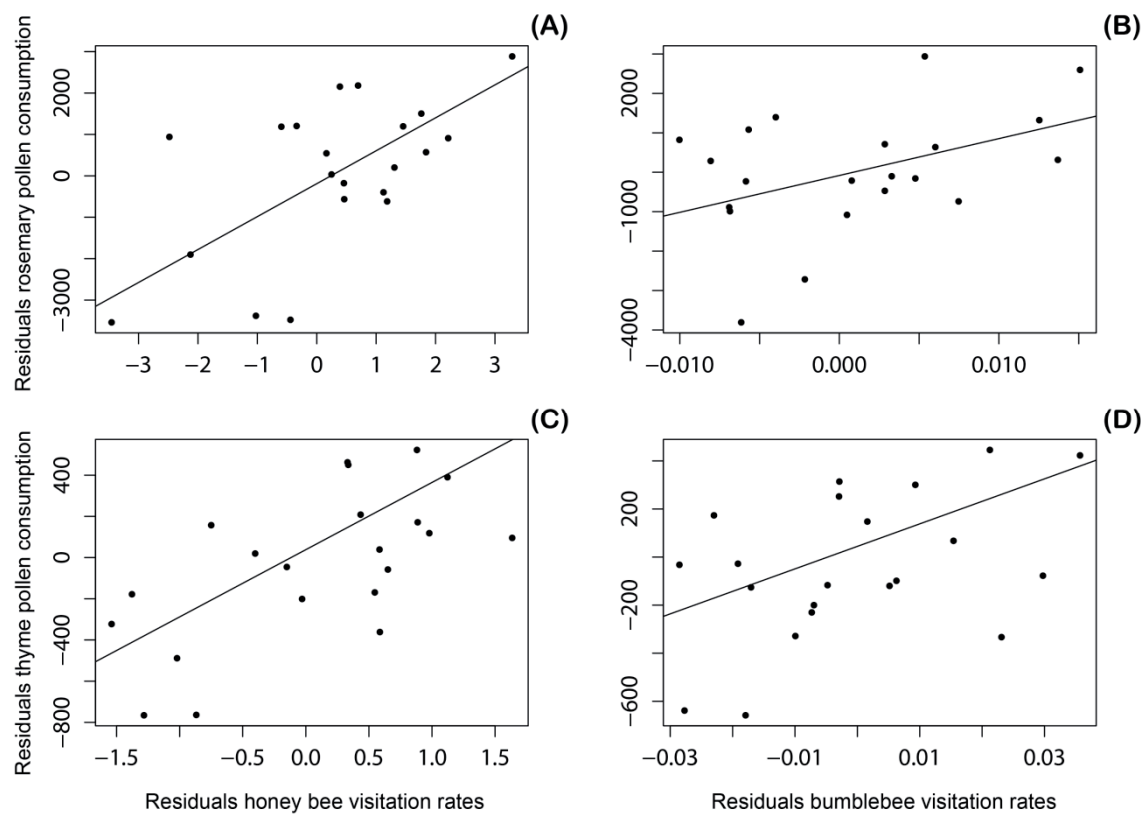 (A)
Residuals rosemary pollen consumption
2000
0
−3000
−3 −2 −1 0 1 2 3
(B)
2000
−1000
−4000
−0.010 0.000 0.010
(C)
Residuals thyme pollen consumption
400
0
−400
−800
−1.5 −0.5 0.0 0.5 1.0 1.5
Residuals honey bee visitation rates
(D)
200
−200
−600
−0.03 −0.01 0.01 0.03
Residuals bumblebee visitation rates